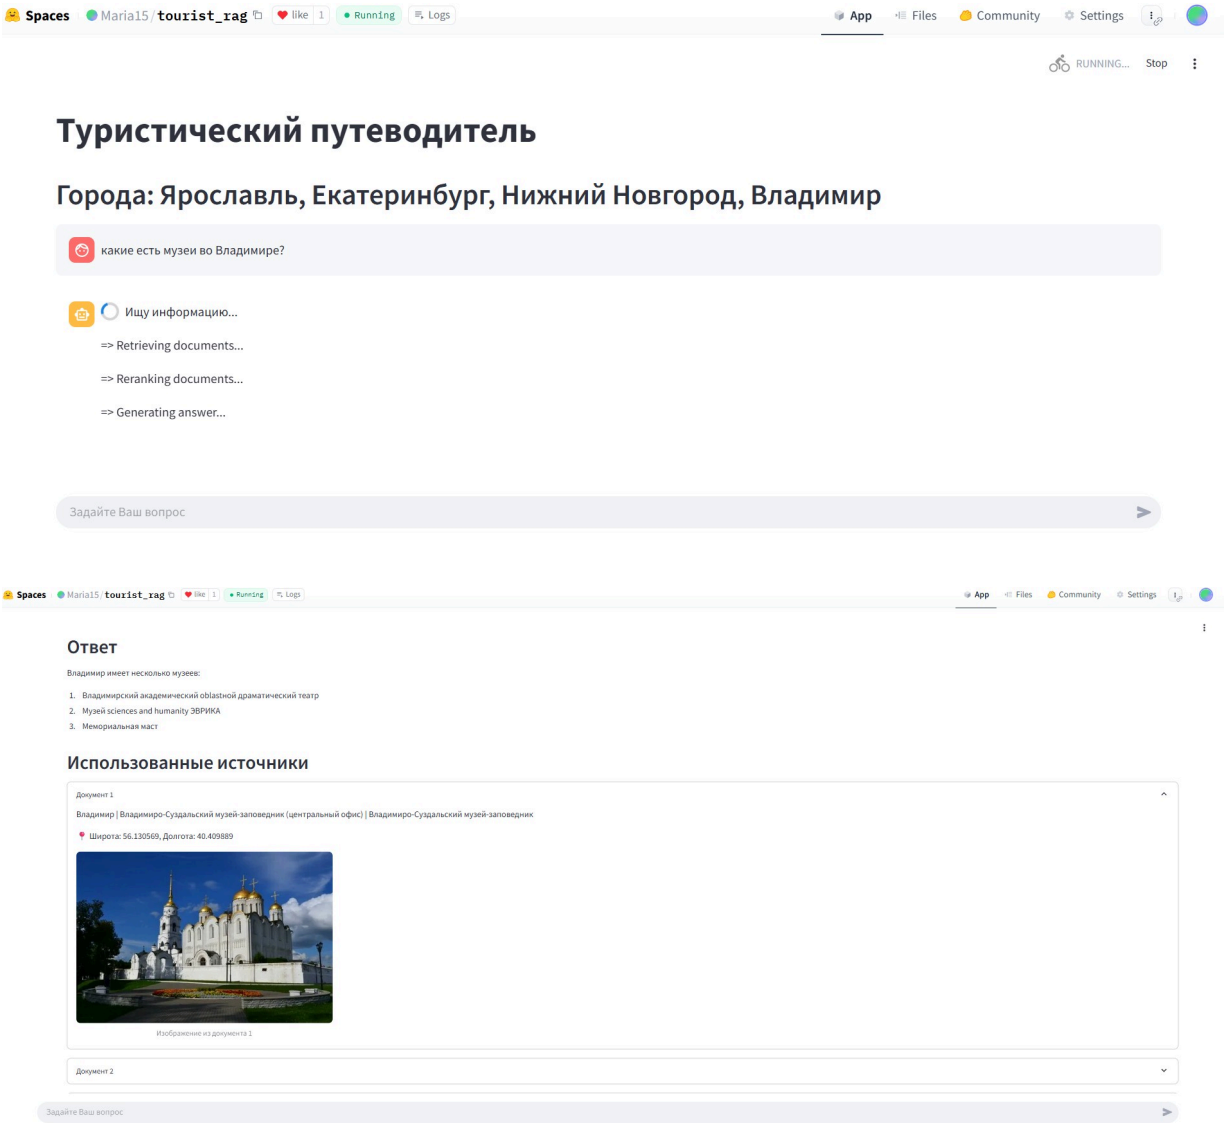 Spaces Maria15/tourist_rag like 1 Running Logs App Files Community Settings
RUNNING... Stop
Туристический путеводитель
Города: Ярославль, Екатеринбург, Нижний Новгород, Владимир
какие есть музеи во Владимире?
Ищу информацию...
=> Retrieving documents...
=> Reranking documents...
=> Generating answer...
Задайте Ваш вопрос
Spaces Maria15/tourist_rag like 1 Running Logs App Files Community Settings
Ответ
Владимир имеет несколько музеев:
1. Владимирский академический oblastной драматический театр
2. Музей sciences and humanity ЭВРИКА
3. Мемориальная маст
Использованные источники
Документ 1
Владимир | Владимиро-Суздальский музей-заповедник (центральный офис) | Владимиро-Суздальский музей-заповедник
Широта: 56.130569, Долгота: 40.409889
Изображение из документа 1
Документ 2
Задайте Ваш вопрос